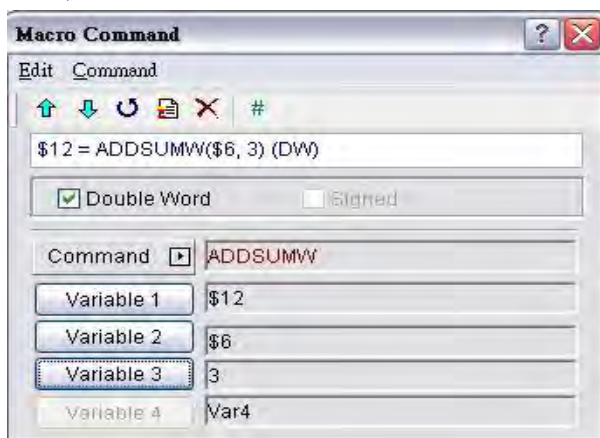 Macro Command
Edit Command
#
$12 = ADDSUMW($6, 3) (DW)
Double Word Signed
Command ADDSUMW
Variable 1 $12
Variable 2 $6
Variable 3 3
Variable 4 Var4